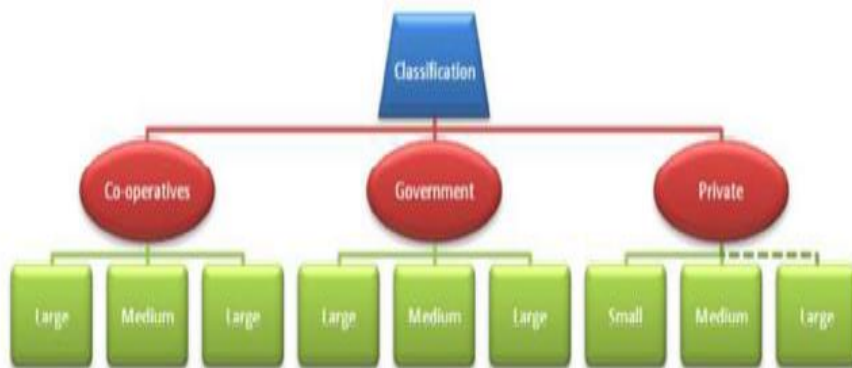 Classification
Co-operatives
Government
Private
Large
Medium
Large
Large
Medium
Large
Small
Medium
Large